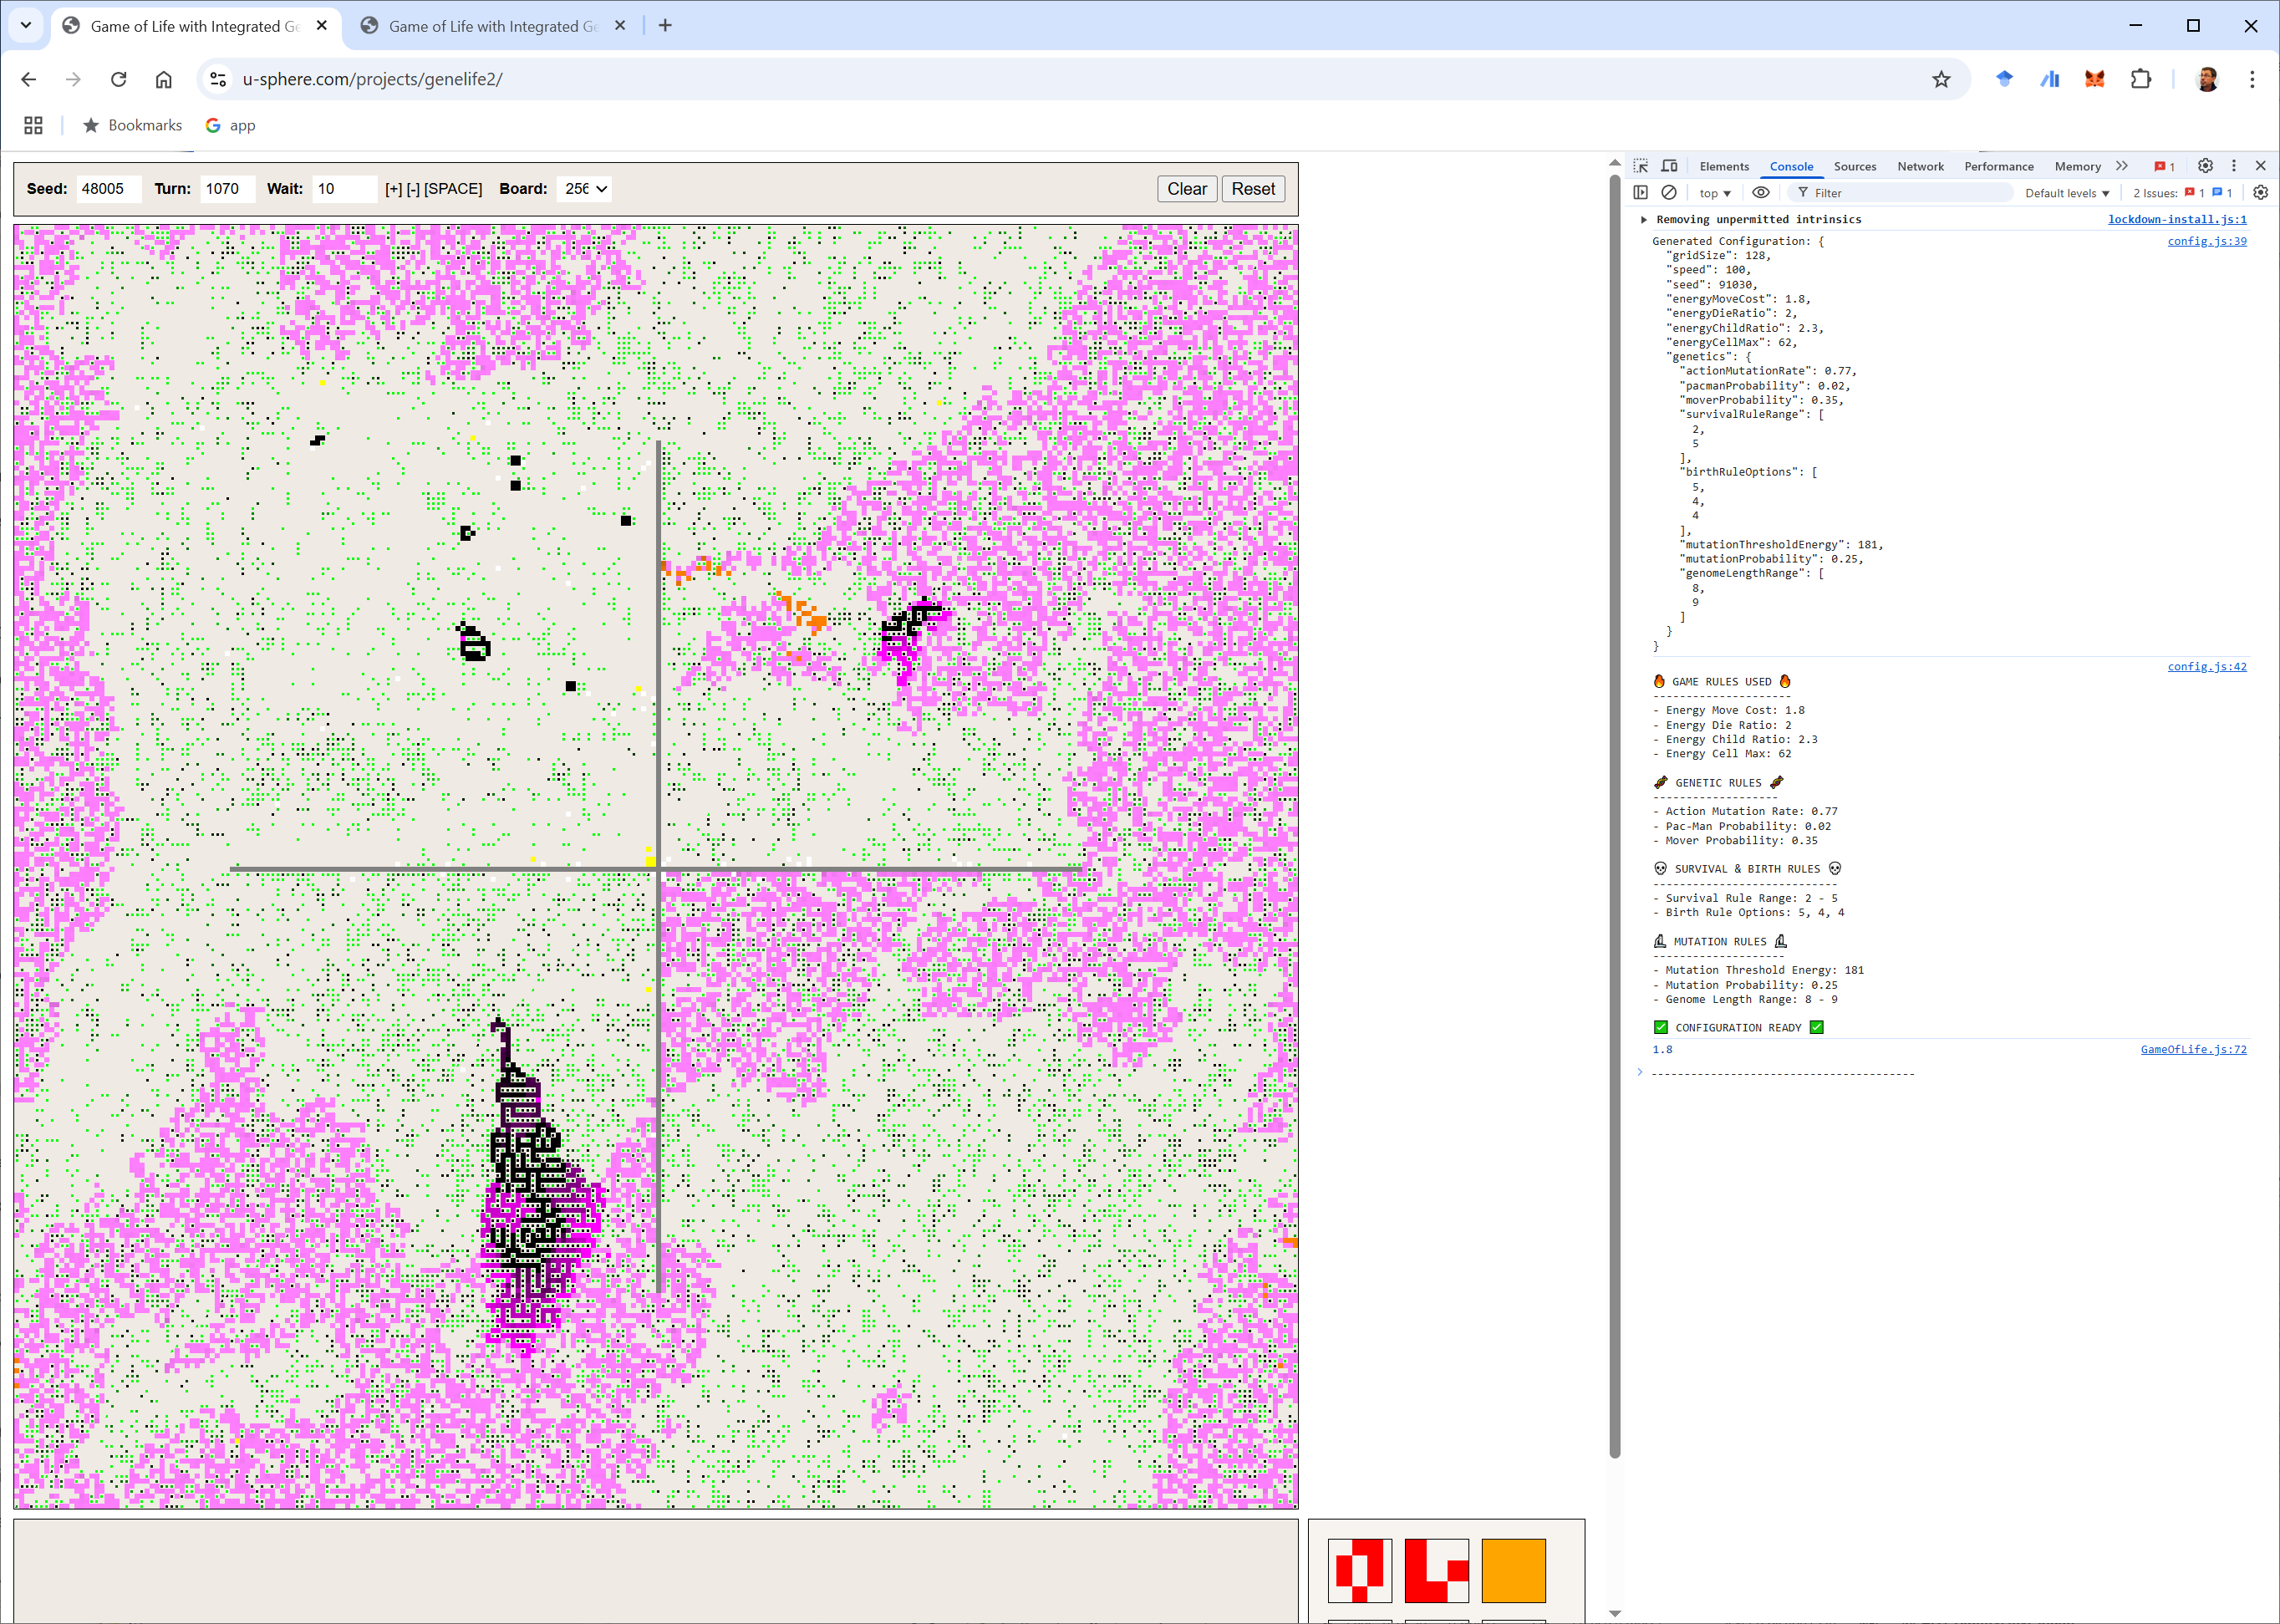 Game of Life with Integrated Ge
Game of Life with Integrated Ge
u-sphere.com/projects/genelife2/
Bookmarks
app
Seed: 48005 Turn: 1070 Wait: 10 [+] [-] [SPACE] Board: 256 Clear Reset
Elements Console Sources Network Performance Memory 1
top Filter Default levels 2 Issues: 1 1
Removing unpermitted intrinsics lockdown-install.js:1
Generated Configuration: { config.js:39
"gridSize": 128,
"speed": 100,
"seed": 91030,
"energyMoveCost": 1.8,
"energyDieRatio": 2,
"energyChildRatio": 2.3,
"energyCellMax": 62,
"genetics": {
"actionMutationRate": 0.77,
"pacmanProbability": 0.02,
"moverProbability": 0.35,
"survivalRuleRange": [
2,
5
],
"birthRuleOptions": [
5,
4,
4
],
"mutationThresholdEnergy": 181,
"mutationProbability": 0.25,
"genomeLengthRange": [
8,
9
]
}
}
config.js:42
🔥 GAME RULES USED 🔥
---------------------
- Energy Move Cost: 1.8
- Energy Die Ratio: 2
- Energy Child Ratio: 2.3
- Energy Cell Max: 62
GENETIC RULES
-------------------
- Action Mutation Rate: 0.77
- Pac-Man Probability: 0.02
- Mover Probability: 0.35
💀 SURVIVAL & BIRTH RULES 💀
----------------------------
- Survival Rule Range: 2 - 5
- Birth Rule Options: 5, 4, 4
MUTATION RULES
--------------------
- Mutation Threshold Energy: 181
- Mutation Probability: 0.25
- Genome Length Range: 8 - 9
✅ CONFIGURATION READY ✅
1.8 GameOfLife.js:72
----------------------------------------